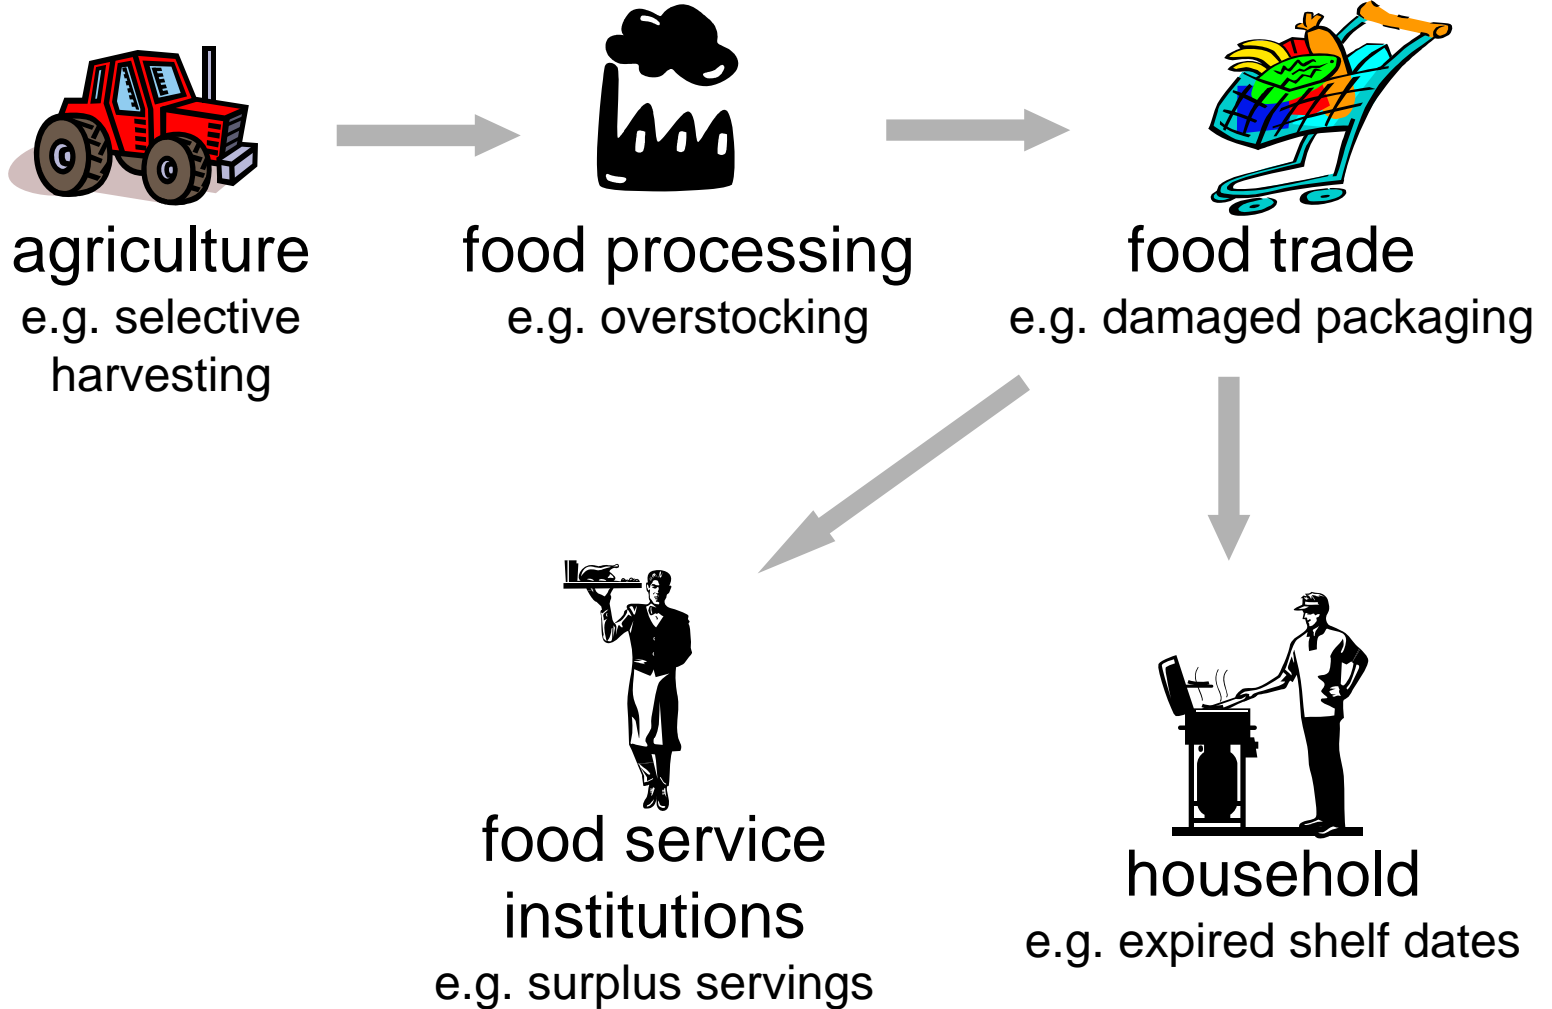 agriculture
e.g. selective
harvesting
food processing
e.g. overstocking
food trade
e.g. damaged packaging
food service
institutions
e.g. surplus servings
household
e.g. expired shelf dates